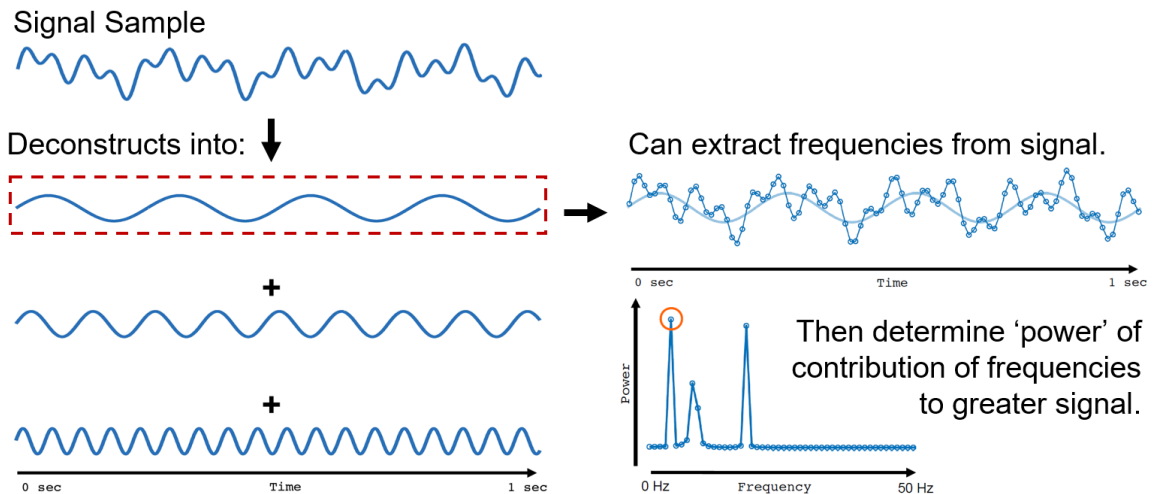 Signal Sample
Deconstructs into:
+
+
0 sec Time 1 sec
Can extract frequencies from signal.
0 sec Time 1 sec
Then determine ‘power’ of
contribution of frequencies
to greater signal.
Power
0 Hz Frequency 50 Hz